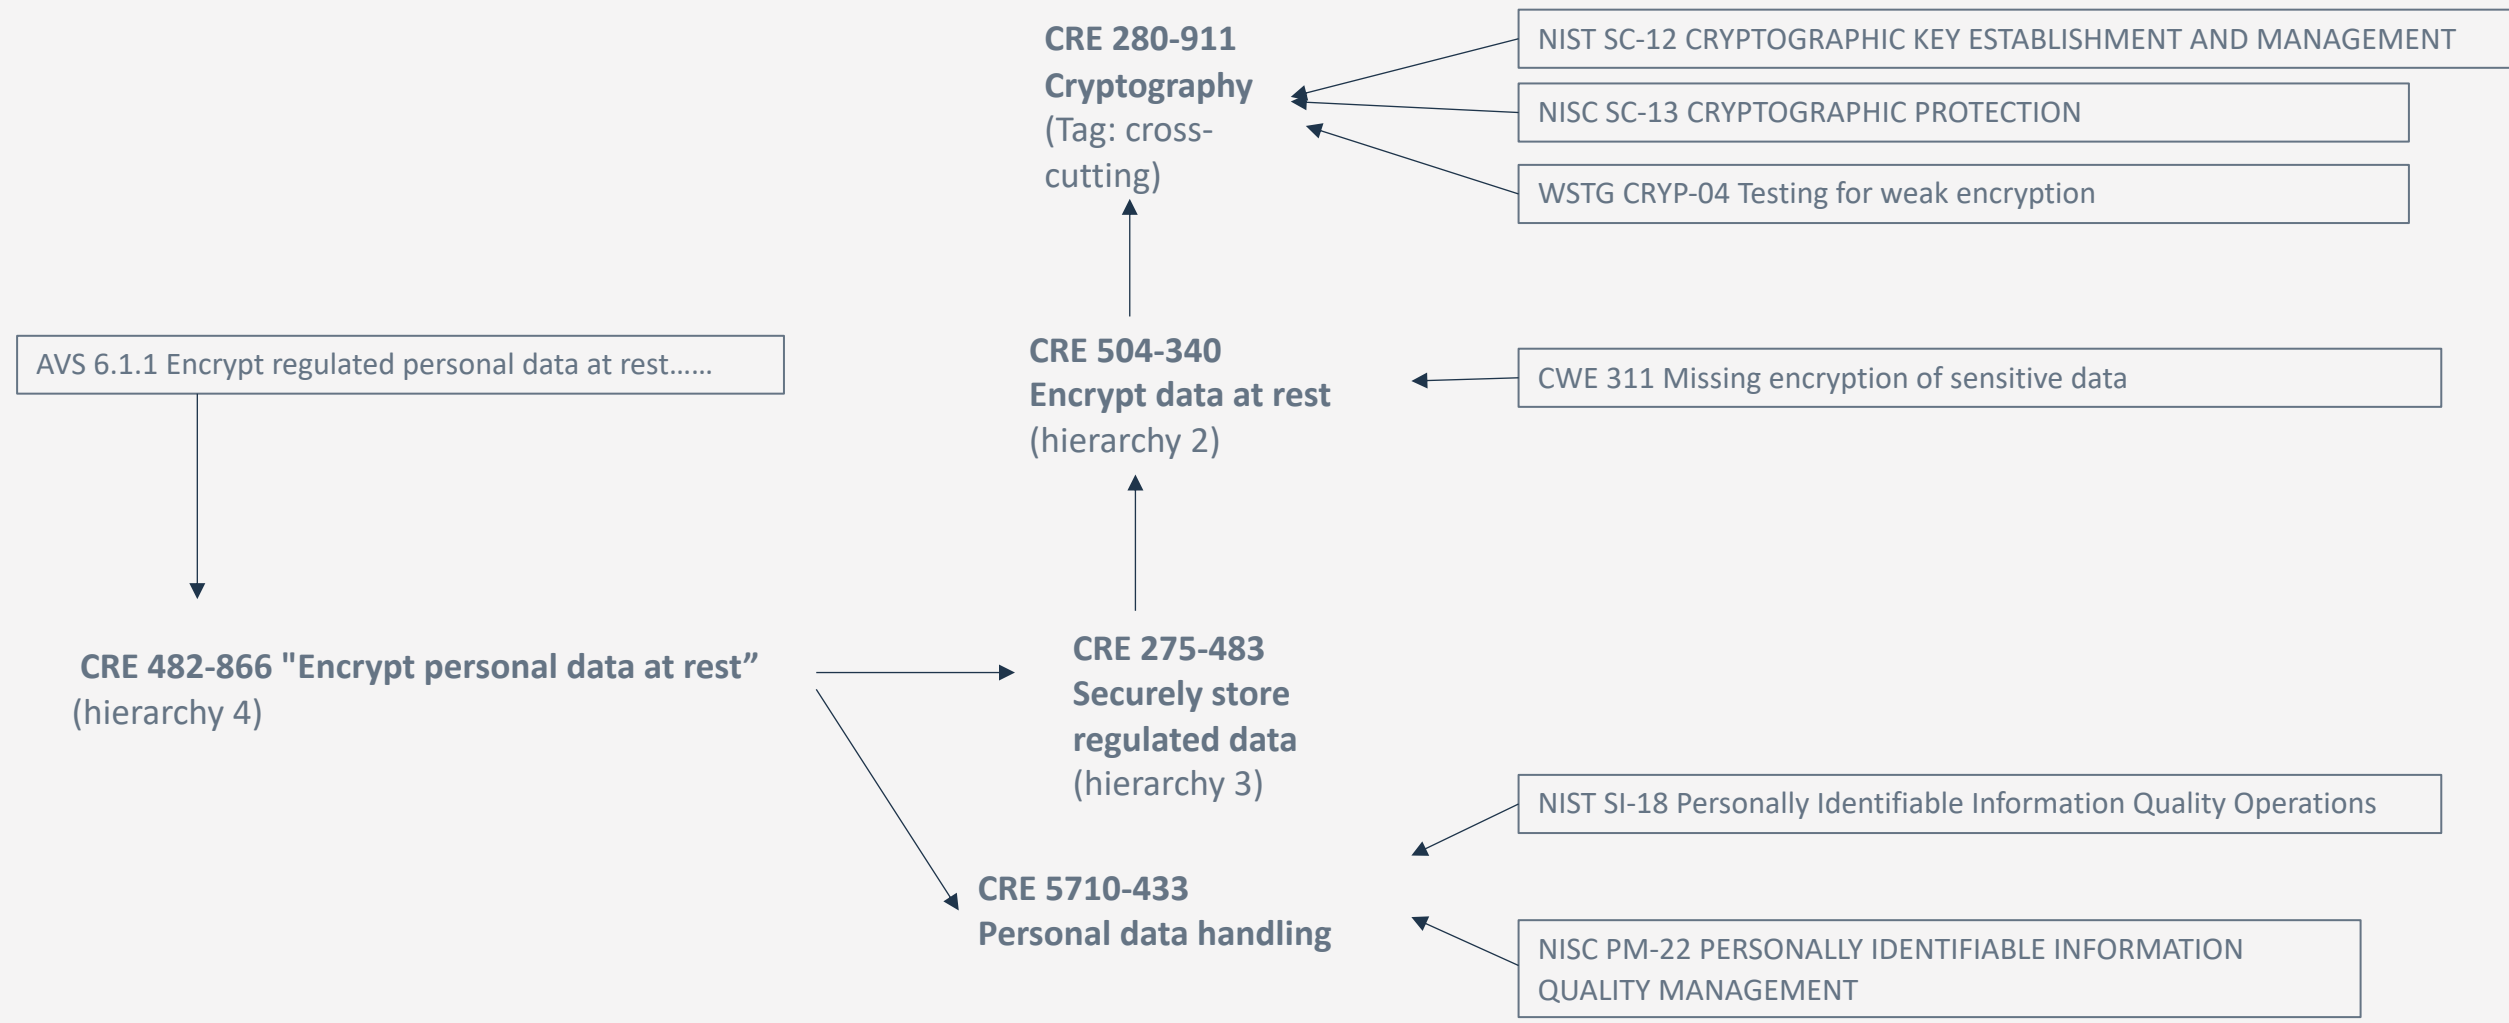 CRE 280-911
Cryptography
(Tag: cross-
cutting)
NIST SC-12 CRYPTOGRAPHIC KEY ESTABLISHMENT AND MANAGEMENT
NISC SC-13 CRYPTOGRAPHIC PROTECTION
WSTG CRYP-04 Testing for weak encryption
AVS 6.1.1 Encrypt regulated personal data at rest……
CRE 504-340
Encrypt data at rest
(hierarchy 2)
CWE 311 Missing encryption of sensitive data
CRE 482-866 "Encrypt personal data at rest”
(hierarchy 4)
CRE 275-483
Securely store
regulated data
(hierarchy 3)
NIST SI-18 Personally Identifiable Information Quality Operations
CRE 5710-433
Personal data handling
NISC PM-22 PERSONALLY IDENTIFIABLE INFORMATION
QUALITY MANAGEMENT